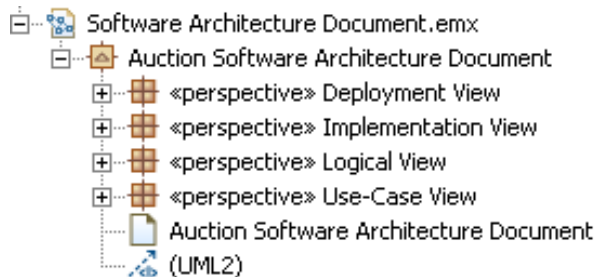 Software Architecture Document.emx
Auction Software Architecture Document
«perspective» Deployment View
«perspective» Implementation View
«perspective» Logical View
«perspective» Use-Case View
Auction Software Architecture Document
(UML2)